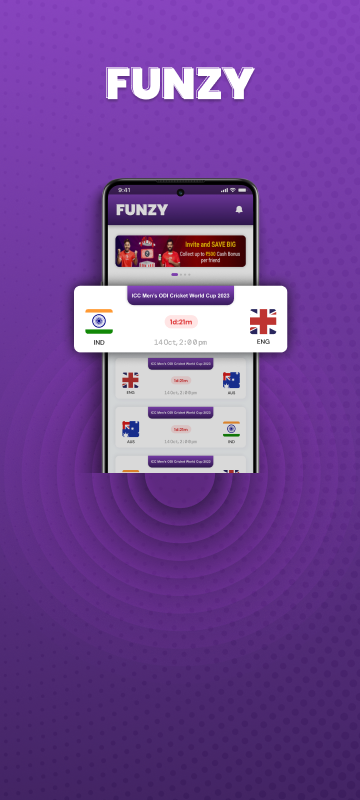 FUNZY
9:41
FUNZY
Invite and SAVE BIG
Collect up to ₹500 Cash Bonus
per friend
ICC Men's ODI Cricket World Cup 2023
1d:21m
14 Oct, 2:00 pm
IND
ENG
ICC Men's ODI Cricket World Cup 2023
1d:21m
14 Oct, 2:00 pm
ENG
AUS
ICC Men's ODI Cricket World Cup 2023
1d:21m
14 Oct, 2:00 pm
AUS
IND
ICC Men's ODI Cricket World Cup 2023